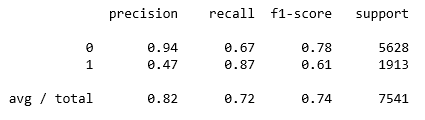 precision recall f1-score support
0 0.94 0.67 0.78 5628
1 0.47 0.87 0.61 1913
avg / total 0.82 0.72 0.74 7541